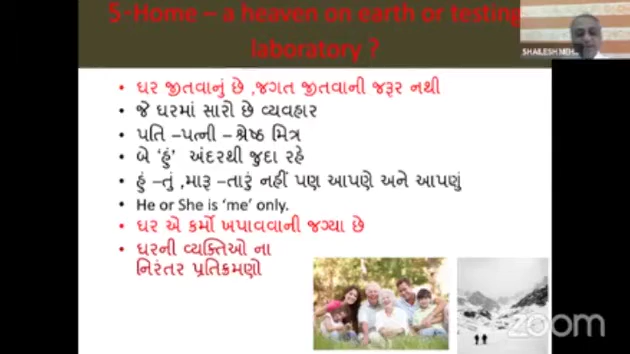 5-Home – a heaven on earth or testing
laboratory ?
SHAILESH MEH
• ઘર જીતવાનું છે ,જગત જીતવાની જરૂર નથી
• જે ઘરમાં સારો છે વ્યવહાર
• પતિ –પત્ની – શ્રેષ્ઠ મિત્ર
• બે ‘હું’ અંદરથી જુદા રહે
• હું –તું ,મારૂ –તારું નહીં પણ આપણે અને આપણું
• He or She is ‘me’ only.
• ઘર એ કર્મો ખપાવવાની જગ્યા છે
• ઘરની વ્યક્તિઓ ના
નિરંતર પ્રતિક્રમણો
zoom